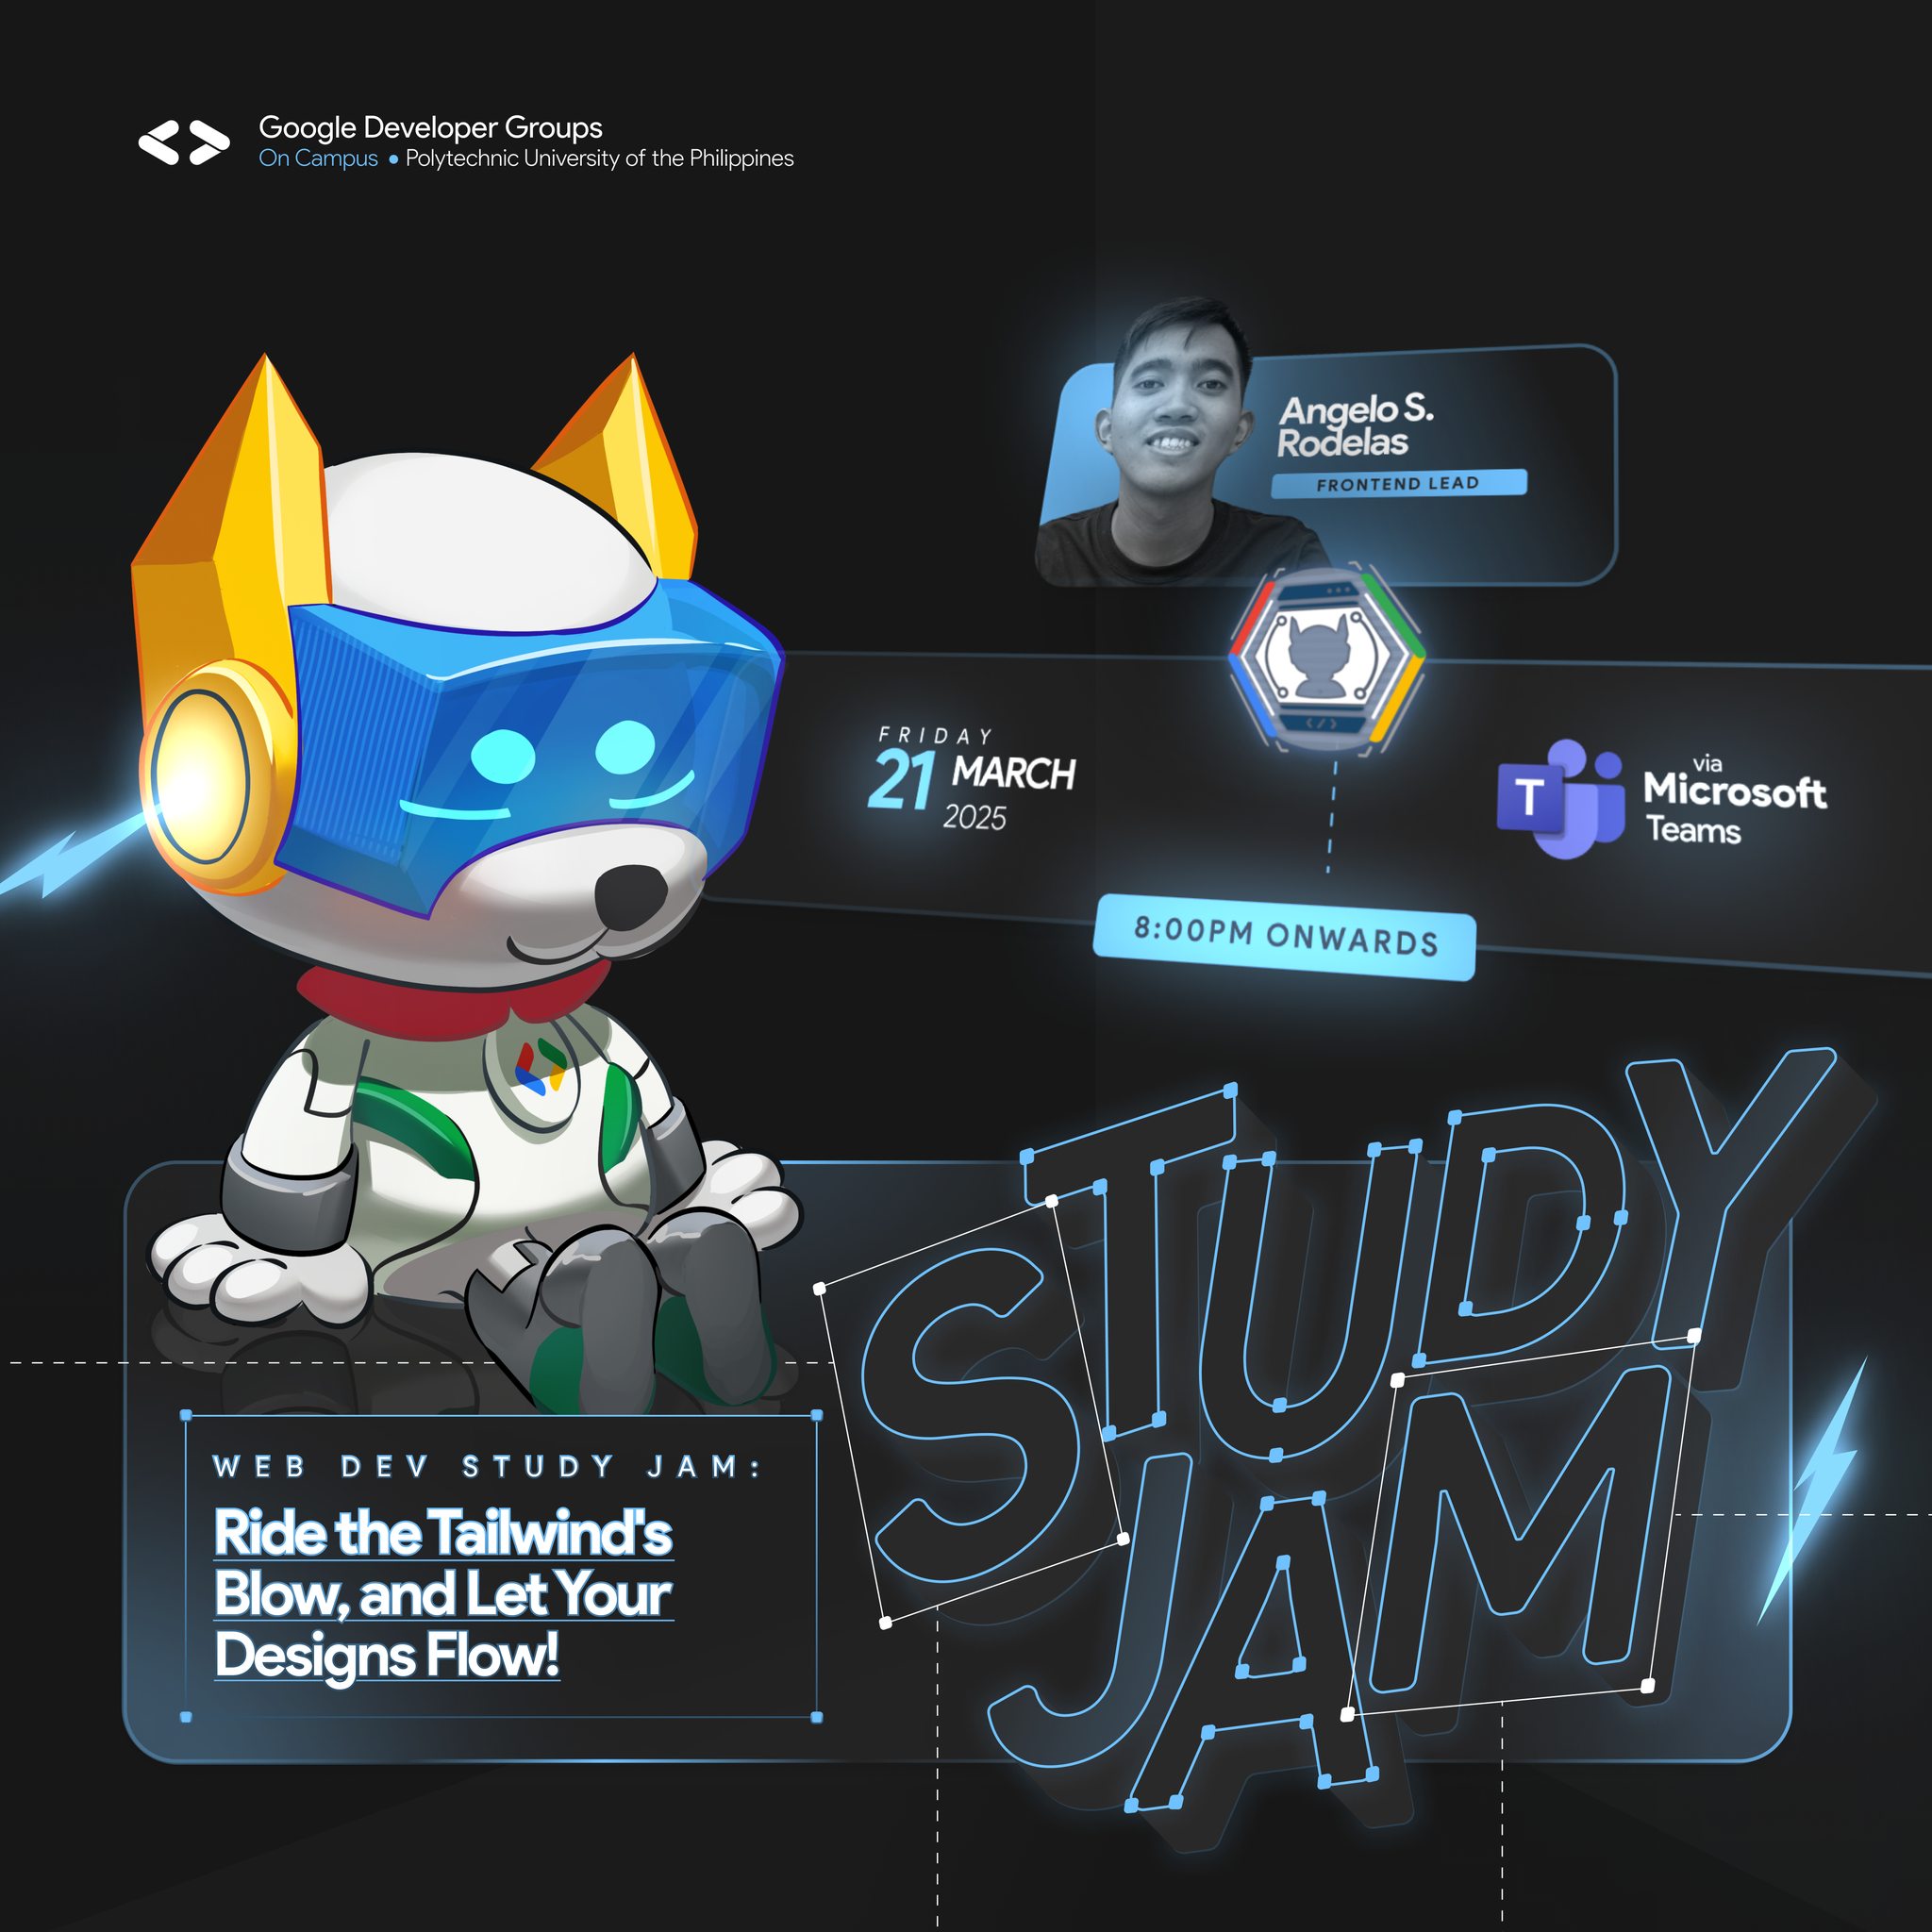 Google Developer Groups
On Campus • Polytechnic University of the Philippines
Angelo S.
Rodelas
FRONTEND LEAD
FRIDAY
21 MARCH
2025
via
Microsoft
Teams
T
8:00PM ONWARDS
STUDY
JAM
WEB DEV STUDY JAM:
Ride the Tailwind's
Blow, and Let Your
Designs Flow!